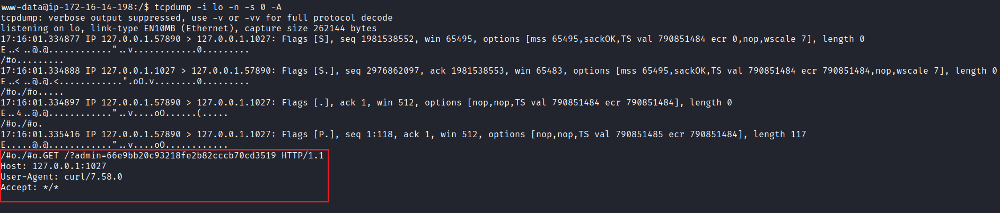 www-data@ip-172-16-14-198:/$ tcpdump -i lo -n -s 0 -A
tcpdump: verbose output suppressed, use -v or -vv for full protocol decode
listening on lo, link-type EN10MB (Ethernet), capture size 262144 bytes
17:16:01.334877 IP 127.0.0.1.57890 > 127.0.0.1.1027: Flags [S], seq 1981538552, win 65495, options [mss 65495,sackOK,TS val 790851484 ecr 0,nop,wscale 7], length 0
E..< ..@.@............"..v............0.........
/#o.........
17:16:01.334888 IP 127.0.0.1.1027 > 127.0.0.1.57890: Flags [S.], seq 2976862097, ack 1981538553, win 65483, options [mss 65495,sackOK,TS val 790851484 ecr 790851484,nop,wscale 7], length 0
E..< ..@.@.<............".oO.v........0.........
/#o./#o.....
17:16:01.334897 IP 127.0.0.1.57890 > 127.0.0.1.1027: Flags [.], ack 1, win 512, options [nop,nop,TS val 790851484 ecr 790851484], length 0
E..4..@.@............"..v....oO......(.....
/#o./#o.
17:16:01.335416 IP 127.0.0.1.57890 > 127.0.0.1.1027: Flags [P.], seq 1:118, ack 1, win 512, options [nop,nop,TS val 790851485 ecr 790851484], length 117
E.....@.@............"..v....oO............
/#o./#o.GET /?admin=66e9bb20c93218fe2b82cccb70cd3519 HTTP/1.1
Host: 127.0.0.1:1027
User-Agent: curl/7.58.0
Accept: */*